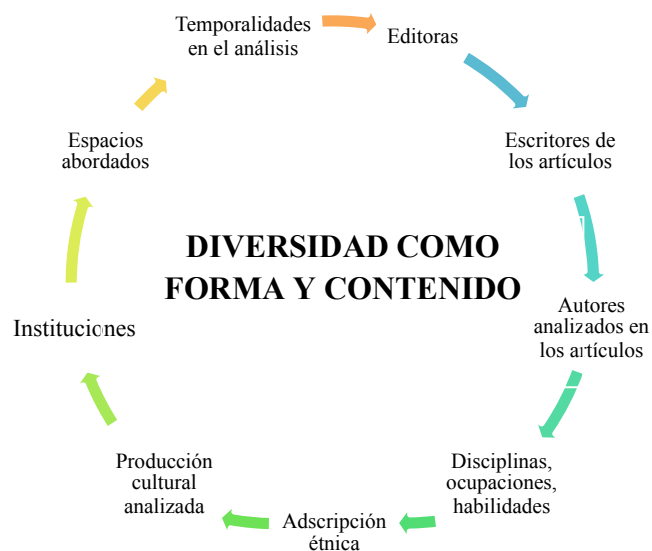 Temporalidades
en el análisis
Editoras
Escritores de
los artículos
Autores
analizados en
los artículos
Disciplinas,
ocupaciones,
habilidades
Adscripción
étnica
Producción
cultural
analizada
Instituciones
Espacios
abordados
DIVERSIDAD COMO
FORMA Y CONTENIDO